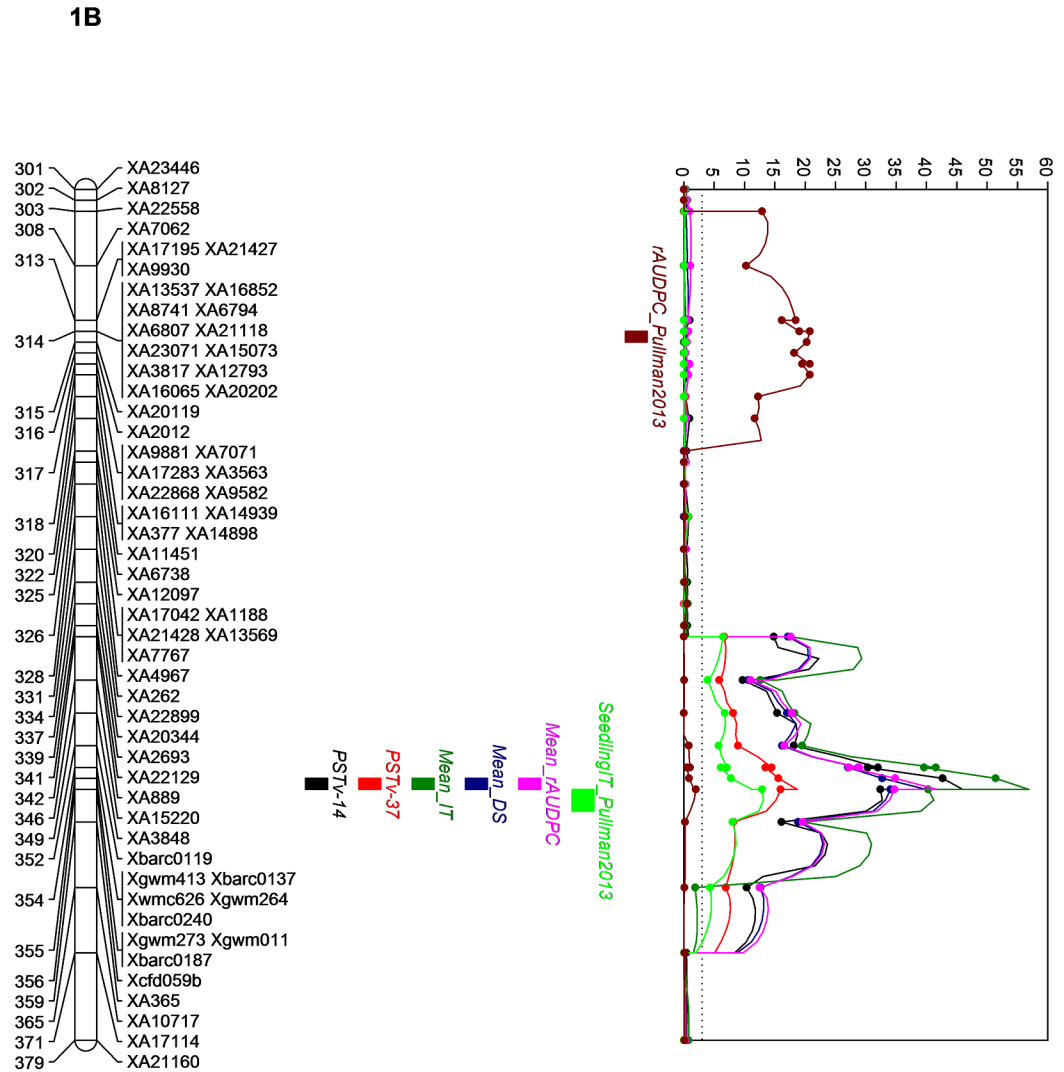 1B
301 XA23446
302 XA8127
303 XA22558
308 XA7062
XA17195 XA21427
313 XA9930
XA13537 XA16852
XA8741 XA6794
314 XA6807 XA21118
XA23071 XA15073
XA3817 XA12793
XA16065 XA20202
315 XA20119
316 XA2012
XA9881 XA7071
317 XA17283 XA3563
XA22868 XA9582
XA16111 XA14939
318 XA377 XA14898
320 XA11451
322 XA6738
325 XA12097
XA17042 XA1188
326 XA21428 XA13569
XA7767
328 XA4967
331 XA262
334 XA22899
337 XA20344
339 XA2693
341 XA22129
342 XA889
346 XA15220
349 XA3848
352 Xbarc0119
Xgwm413 Xbarc0137
354 Xwmc626 Xgwm264
Xbarc0240
Xgwm273 Xgwm011
355 Xbarc0187
356 Xcfd059b
359 XA365
365 XA10717
371 XA17114
379 XA21160
0 5 10 15 20 25 30 35 40 45 50 55 60
rAUDPC_Pullman2013
PSTv-14
PSTv-37
Mean_IT
Mean_DS
Mean_rAUDPC
SeedlingIT_Pullman2013